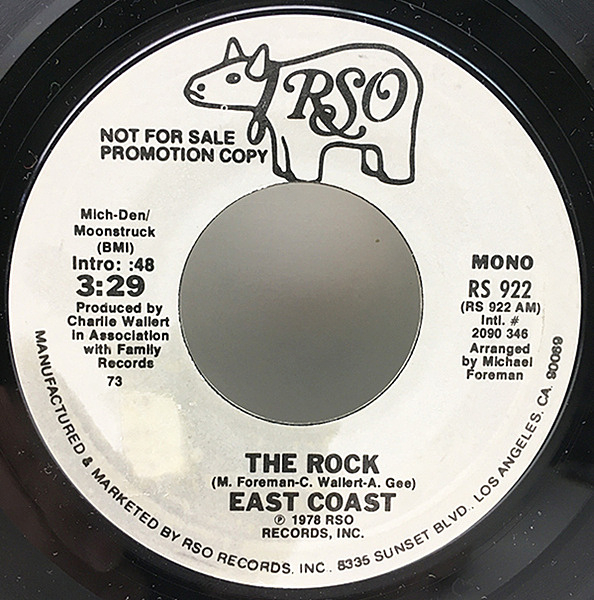 RSO
NOT FOR SALE
PROMOTION COPY
Mich-Den/
Moonstruck
(BMI)
Intro: :48
3:29
Produced by
Charlie Wallert
in Association
with Family
Records
73
MONO
RS 922
(RS 922 AM)
Intl. #
2090 346
Arranged
by Michael
Foreman
THE ROCK
(M. Foreman-C. Wallert-A. Gee)
EAST COAST
℗ 1978 RSO
RECORDS, INC.
MANUFACTURED & MARKETED BY RSO RECORDS, INC. 8335 SUNSET BLVD., LOS ANGELES, CA. 90069